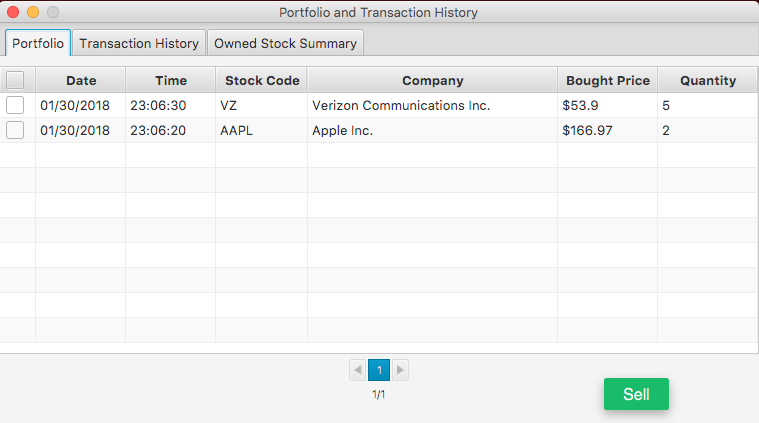 Portfolio and Transaction History
Portfolio Transaction History Owned Stock Summary
Date Time Stock Code Company Bought Price Quantity
01/30/2018 23:06:30 VZ Verizon Communications Inc. $53.9 5
01/30/2018 23:06:20 AAPL Apple Inc. $166.97 2
1
1/1
Sell